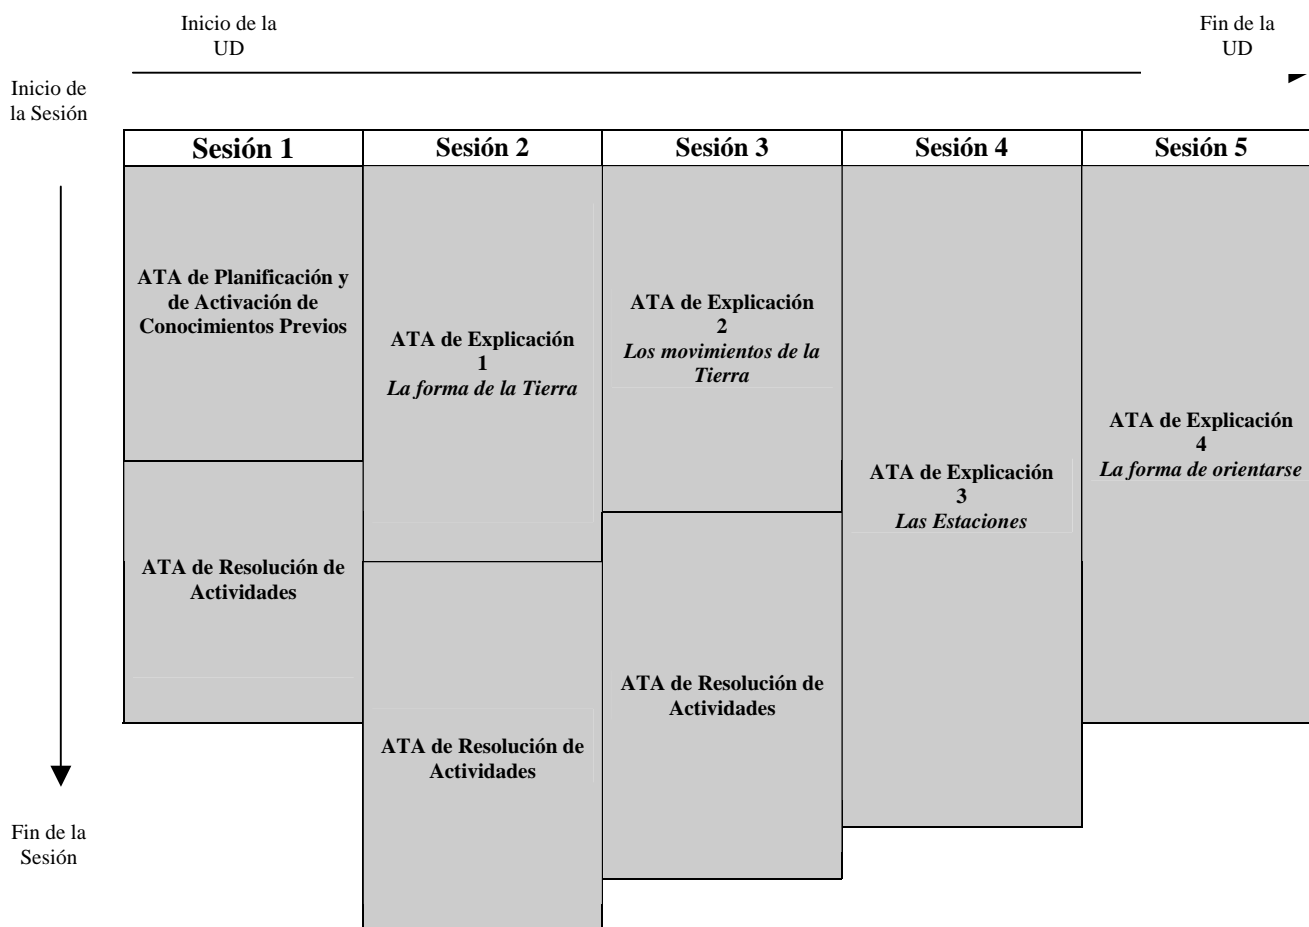 Inicio de la
UD
Fin de la
UD
Inicio de
la Sesión
Sesión 1
Sesión 2
Sesión 3
Sesión 4
Sesión 5
ATA de Planificación y
de Activación de
Conocimientos Previos
ATA de Resolución de
Actividades
ATA de Explicación
1
La forma de la Tierra
ATA de Resolución de
Actividades
ATA de Explicación
2
Los movimientos de la
Tierra
ATA de Resolución de
Actividades
ATA de Explicación
3
Las Estaciones
ATA de Explicación
4
La forma de orientarse
Fin de la
Sesión